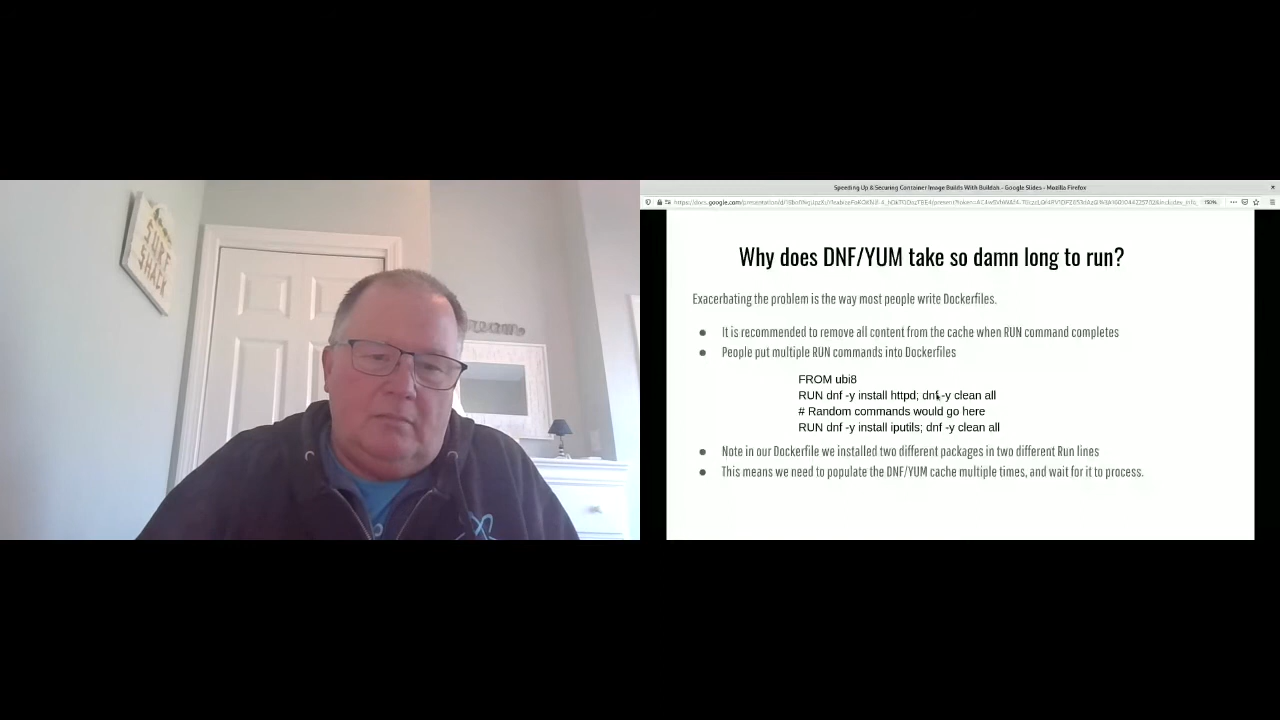 SURF
SHACK
Speeding Up & Securing Container Image Builds With Buildah. - Google Slides - Mozilla Firefox
150%
Why does DNF/YUM take so damn long to run?
Exacerbating the problem is the way most people write Dockerfiles.
● It is recommended to remove all content from the cache when RUN command completes
● People put multiple RUN commands into Dockerfiles
FROM ubi8
RUN dnf -y install httpd; dnf -y clean all
# Random commands would go here
RUN dnf -y install iputils; dnf -y clean all
● Note in our Dockerfile we installed two different packages in two different Run lines
● This means we need to populate the DNF/YUM cache multiple times, and wait for it to process.